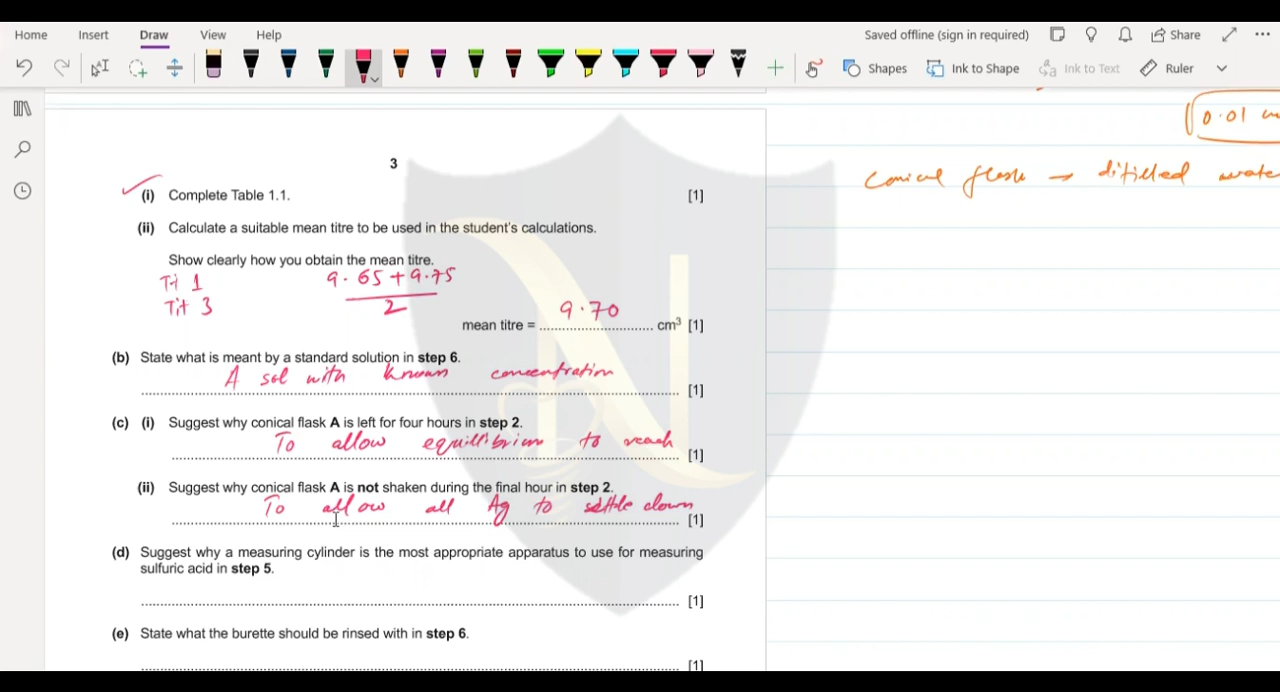 Home Insert Draw View Help Saved offline (sign in required) Share
Shapes Ink to Shape Ink to Text Ruler
0.01
conical flask → ditilled wate
3
(i) Complete Table 1.1. [1]
(ii) Calculate a suitable mean titre to be used in the student's calculations.
Show clearly how you obtain the mean titre.
Tit 1 9.65 + 9.75
Tit 3 2
9.70
mean titre = .............................. cm³ [1]
(b) State what is meant by a standard solution in step 6.
A sol with known concentration
[1]
(c) (i) Suggest why conical flask A is left for four hours in step 2.
To allow equillibrium to reach
[1]
(ii) Suggest why conical flask A is not shaken during the final hour in step 2.
To allow all Ag to settle down
[1]
(d) Suggest why a measuring cylinder is the most appropriate apparatus to use for measuring
sulfuric acid in step 5.
[1]
(e) State what the burette should be rinsed with in step 6.
[1]